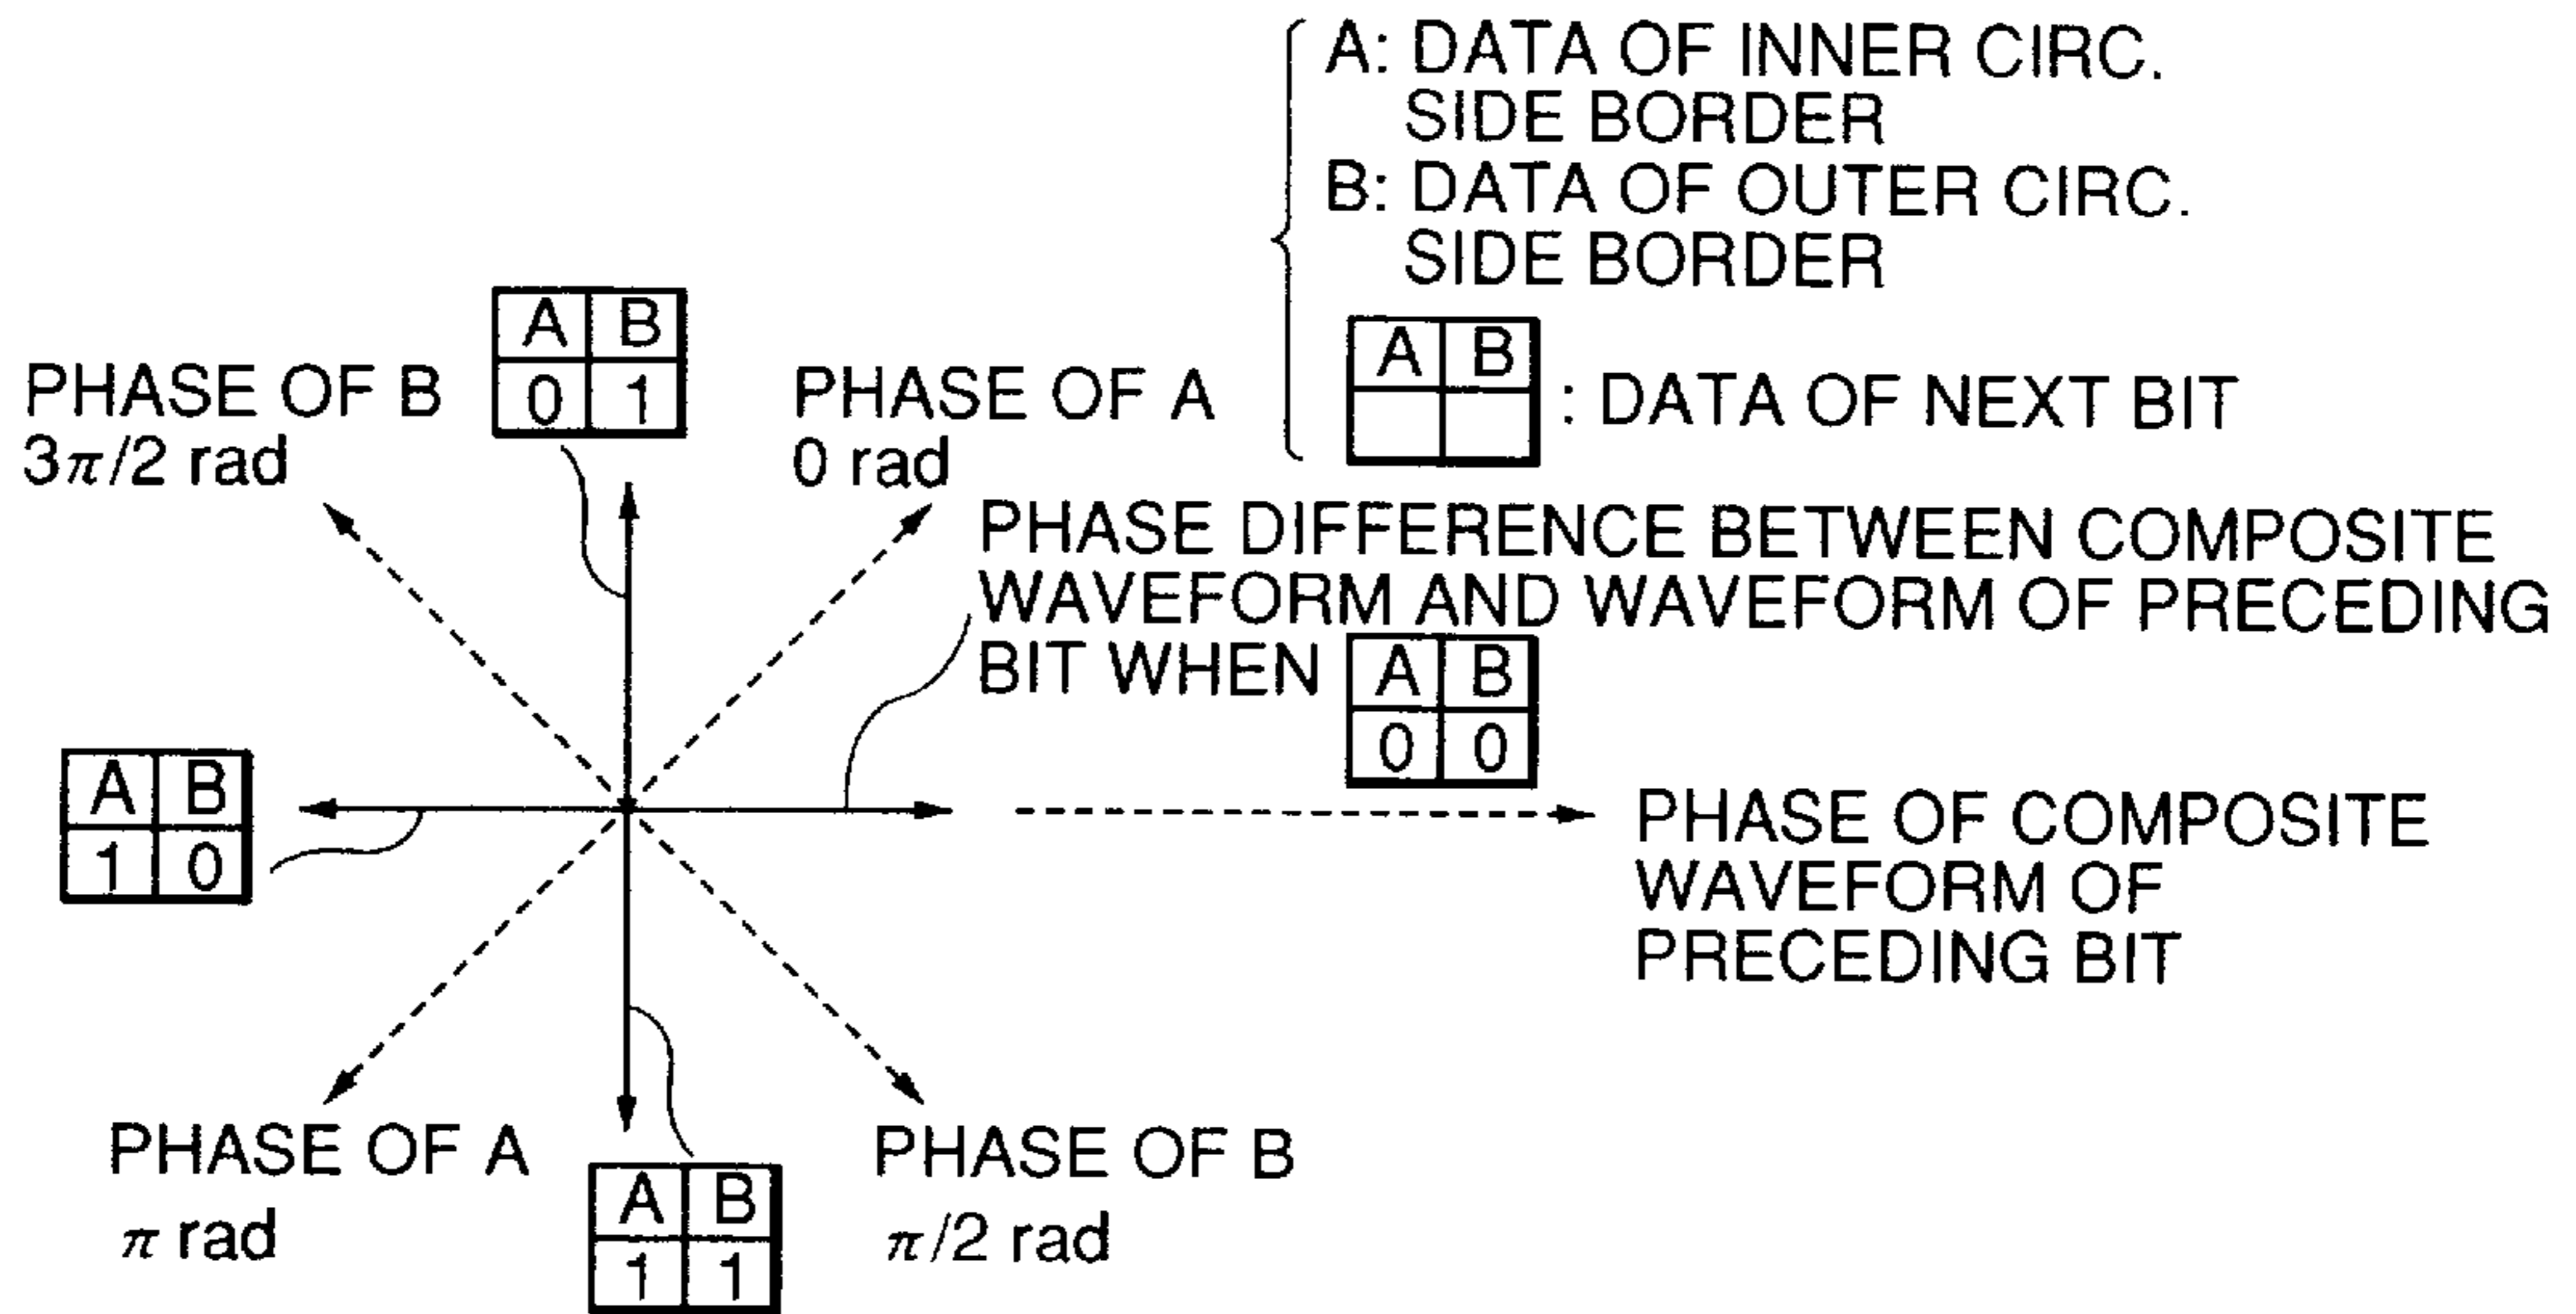 A: DATA OF INNER CIRC.
SIDE BORDER
B: DATA OF OUTER CIRC.
SIDE BORDER
A B
: DATA OF NEXT BIT
A B
0 1
PHASE OF B
3π/2 rad
PHASE OF A
0 rad
PHASE DIFFERENCE BETWEEN COMPOSITE
WAVEFORM AND WAVEFORM OF PRECEDING
BIT WHEN
A B
0 0
A B
1 0
PHASE OF COMPOSITE
WAVEFORM OF
PRECEDING BIT
PHASE OF A
π rad
A B
1 1
PHASE OF B
π/2 rad